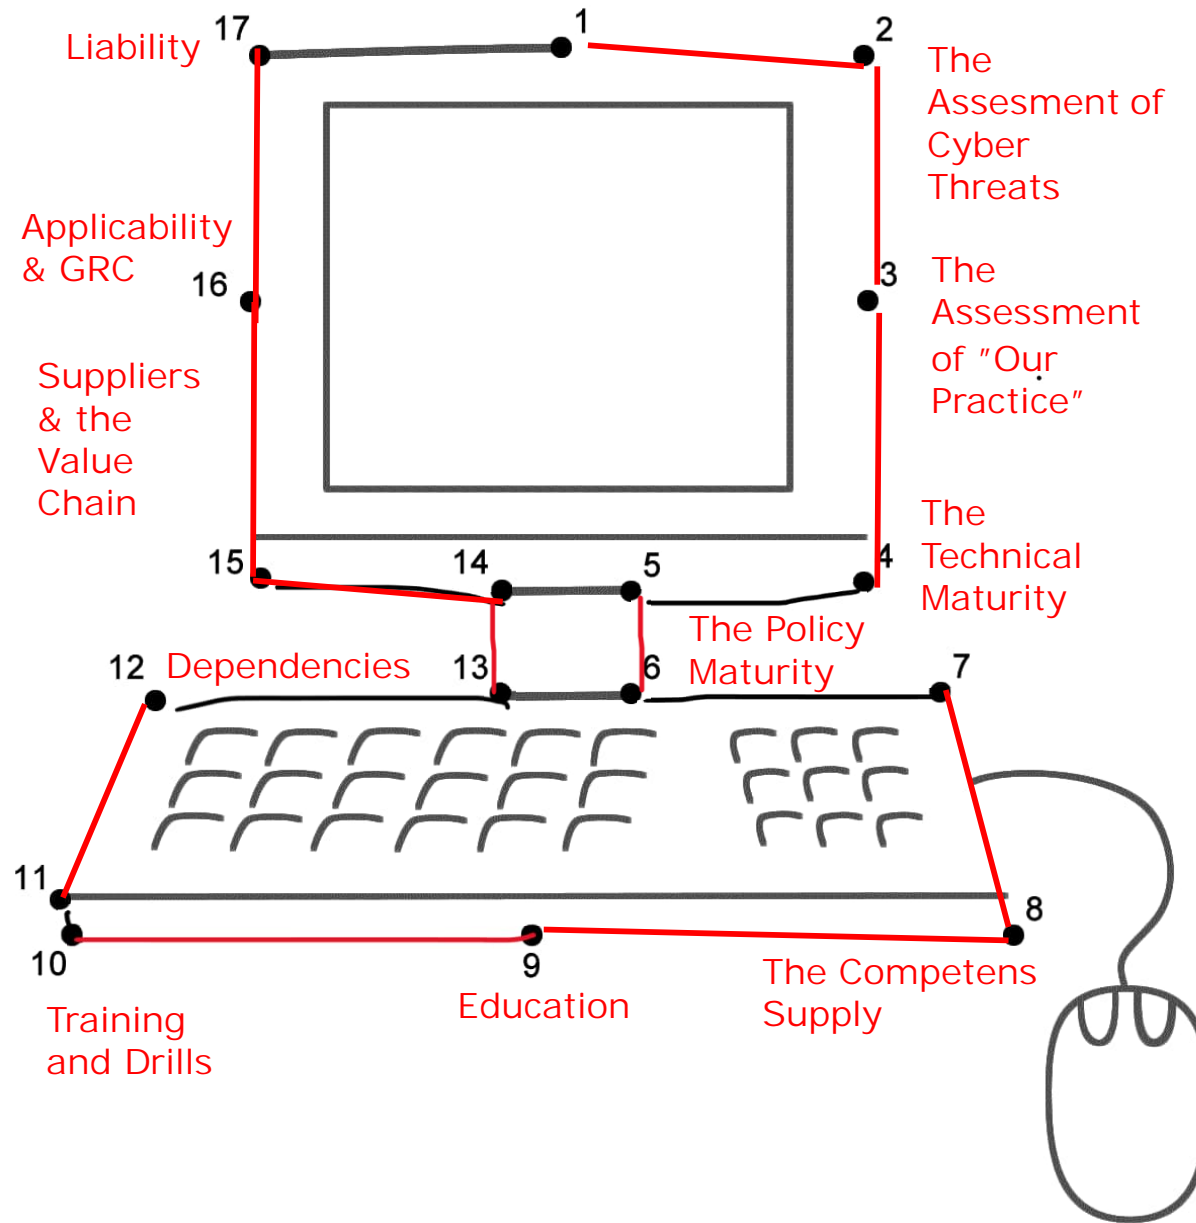 17
1
2
Liability
The
Assesment of
Cyber
Threats
Applicability
& GRC
16
3
The
Assessment
of "Our
Practice"
Suppliers
& the
Value
Chain
The
Technical
Maturity
15
14
5
4
The Policy
Maturity
12
Dependencies
13
6
7
11
8
10
9
The Competens
Supply
Education
Training
and Drills